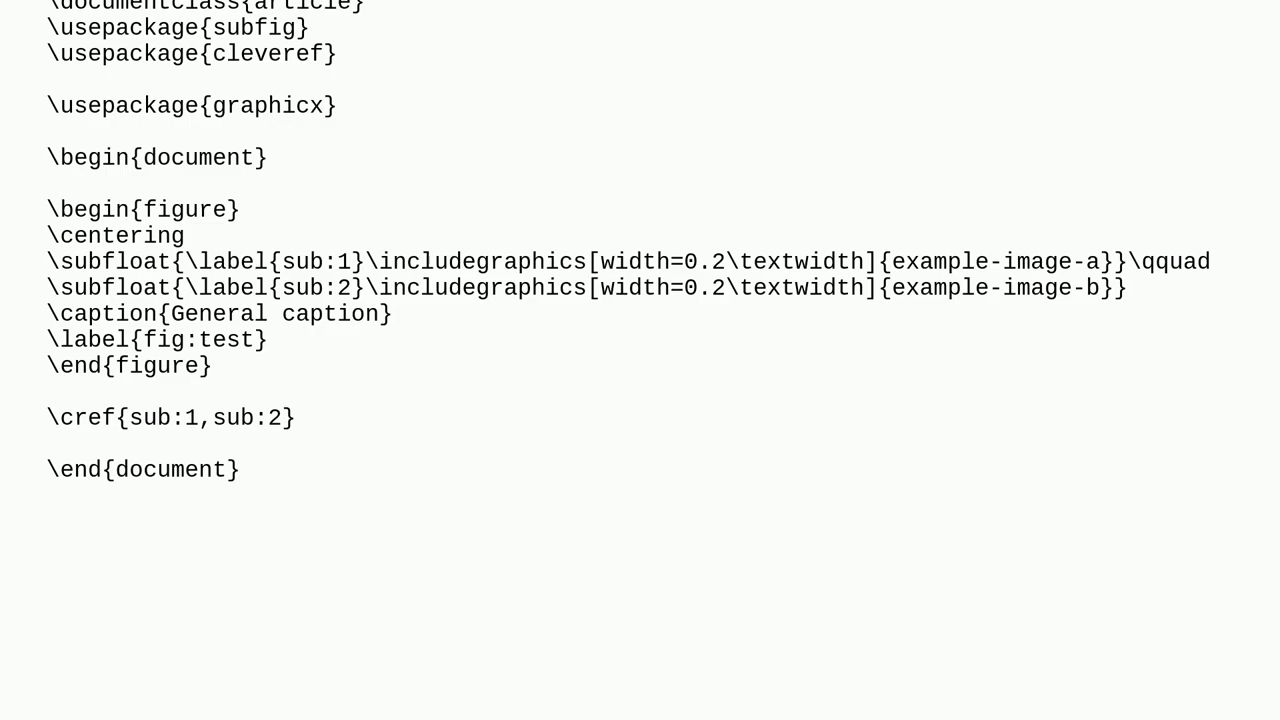 \documentclass{article}
\usepackage{subfig}
\usepackage{cleveref}
\usepackage{graphicx}
\begin{document}
\begin{figure}
\centering
\subfloat{\label{sub:1}\includegraphics[width=0.2\textwidth]{example-image-a}}\qquad
\subfloat{\label{sub:2}\includegraphics[width=0.2\textwidth]{example-image-b}}
\caption{General caption}
\label{fig:test}
\end{figure}
\cref{sub:1,sub:2}
\end{document}